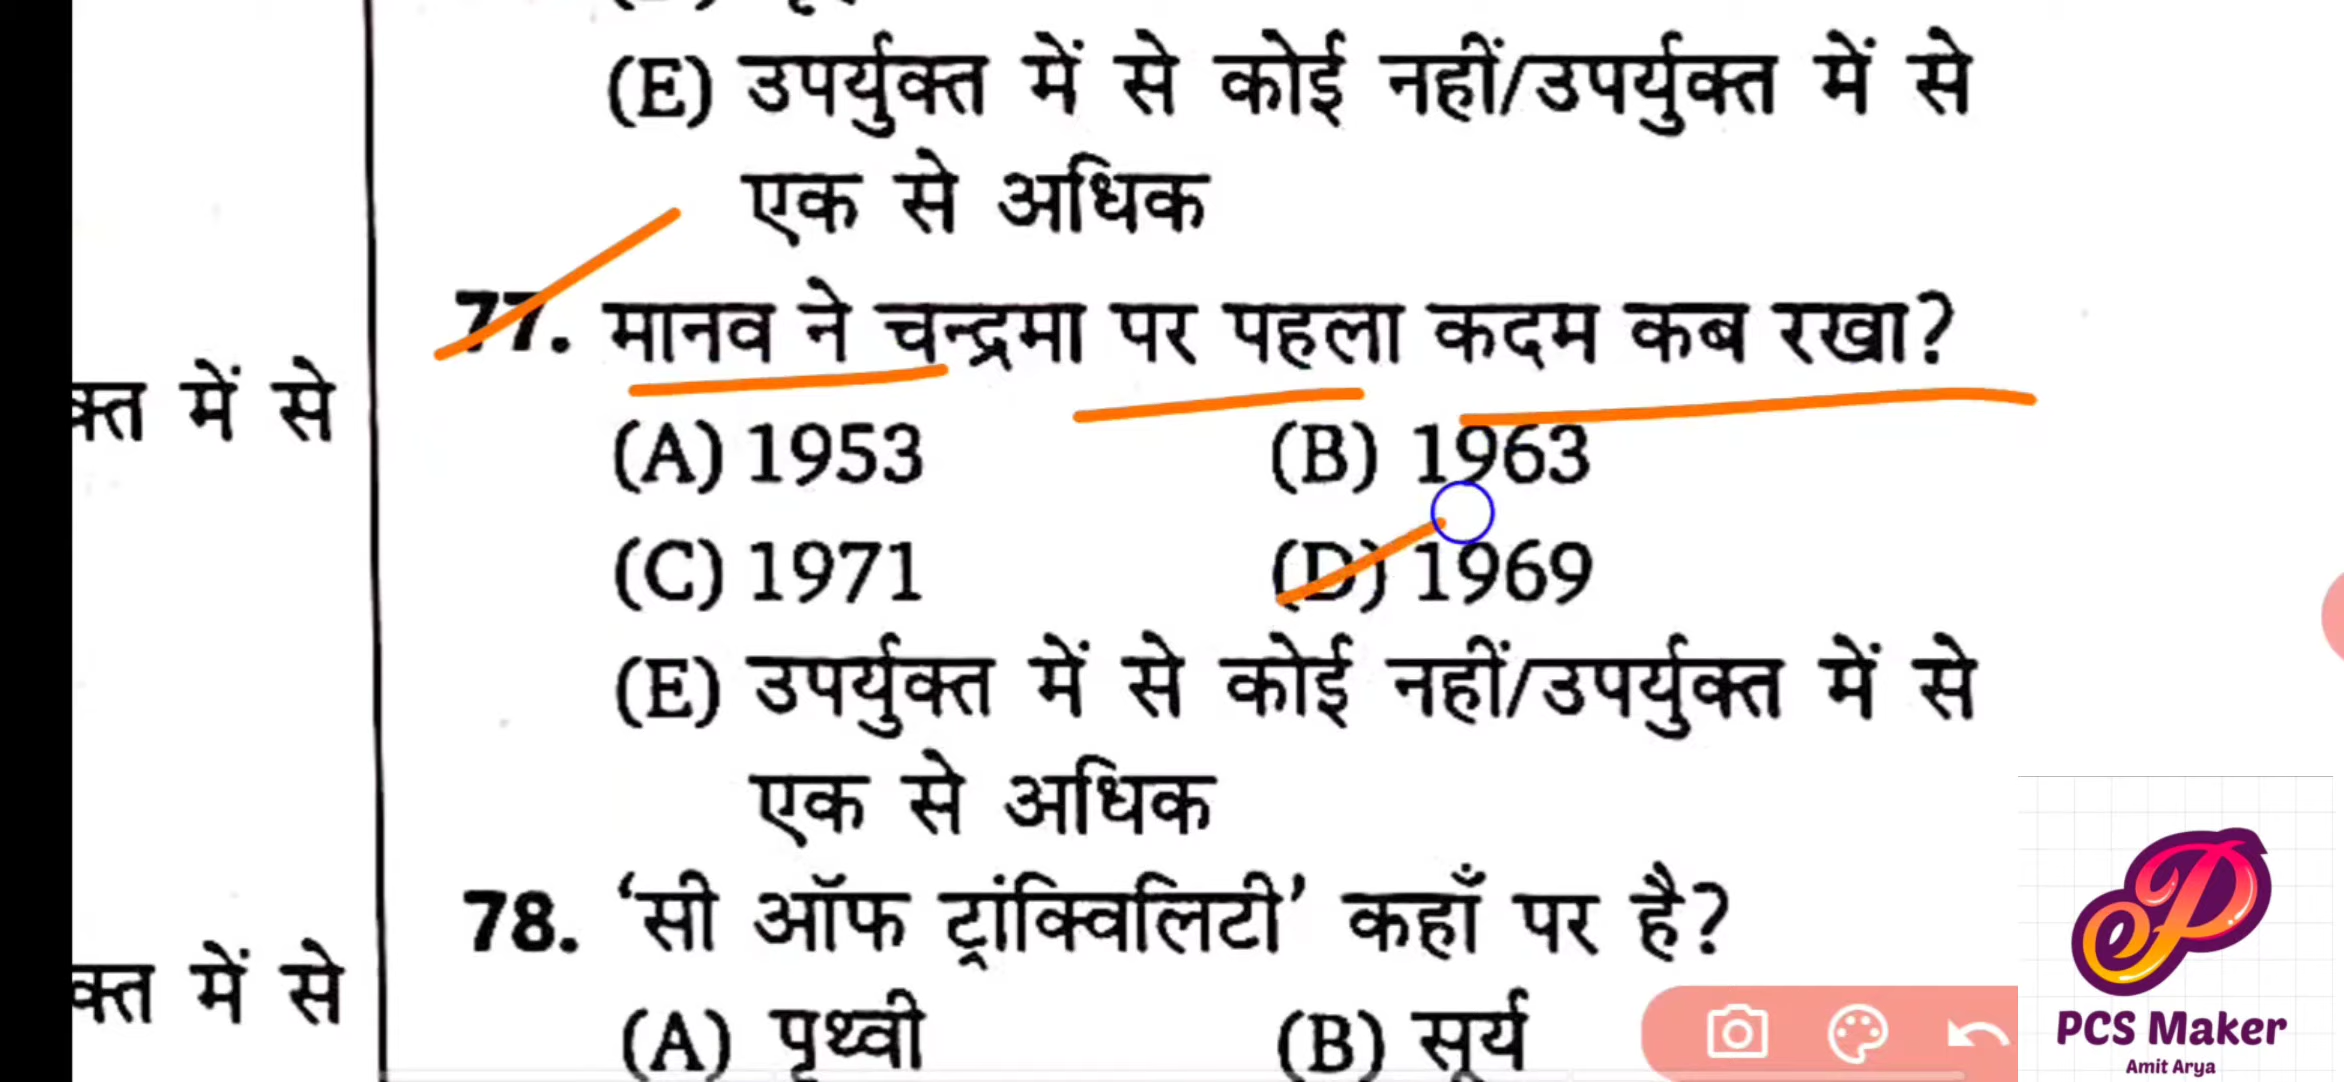 (E) उपर्युक्त में से कोई नहीं/उपर्युक्त में से
एक से अधिक
77. मानव ने चन्द्रमा पर पहला कदम कब रखा?
(A) 1953
(B) 1963
(C) 1971
(D) 1969
(E) उपर्युक्त में से कोई नहीं/उपर्युक्त में से
एक से अधिक
78. ‘सी ऑफ ट्रांक्विलिटी’ कहाँ पर है?
(A) पृथ्वी
(B) सूर्य
में से
में से
PCS Maker
Amit Arya